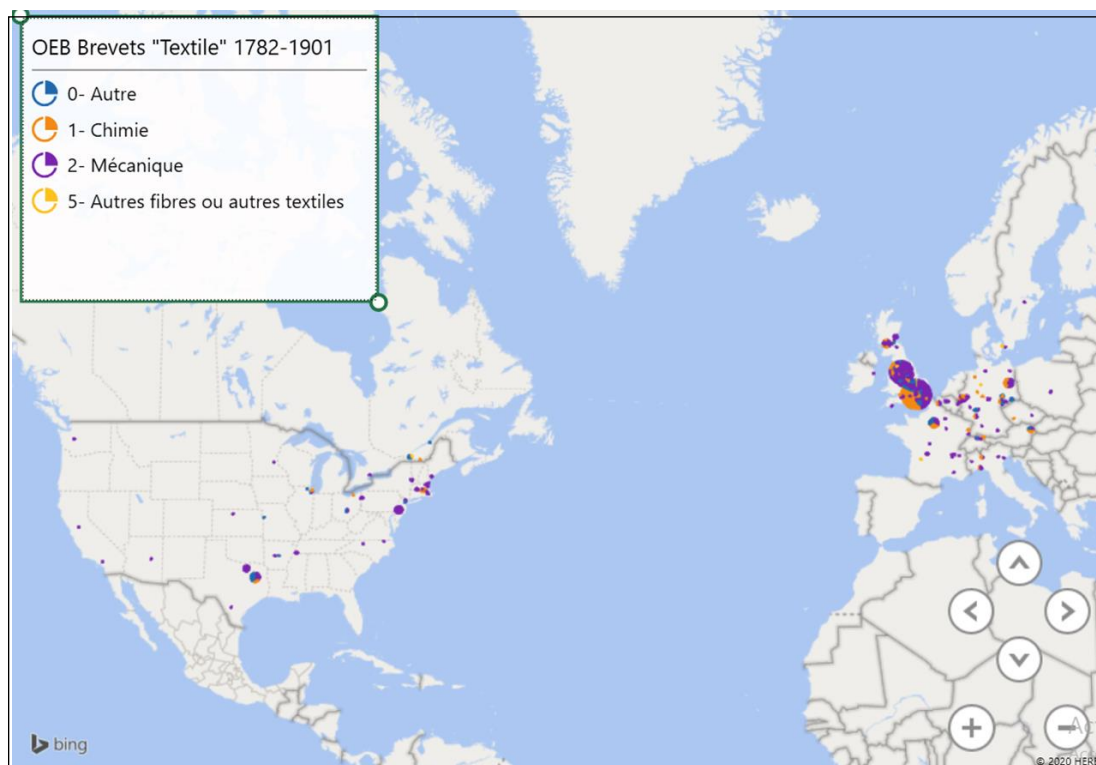 OEB Brevets "Textile" 1782-1901
0- Autre
1- Chimie
2- Mécanique
5- Autres fibres ou autres textiles
bing
© 2020 HERE